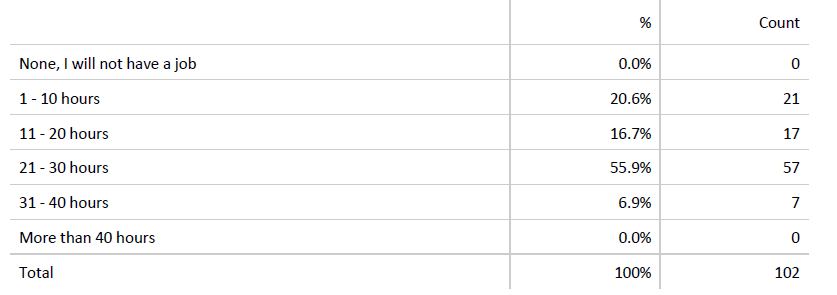 % Count
None, I will not have a job 0.0% 0
1 - 10 hours 20.6% 21
11 - 20 hours 16.7% 17
21 - 30 hours 55.9% 57
31 - 40 hours 6.9% 7
More than 40 hours 0.0% 0
Total 100% 102